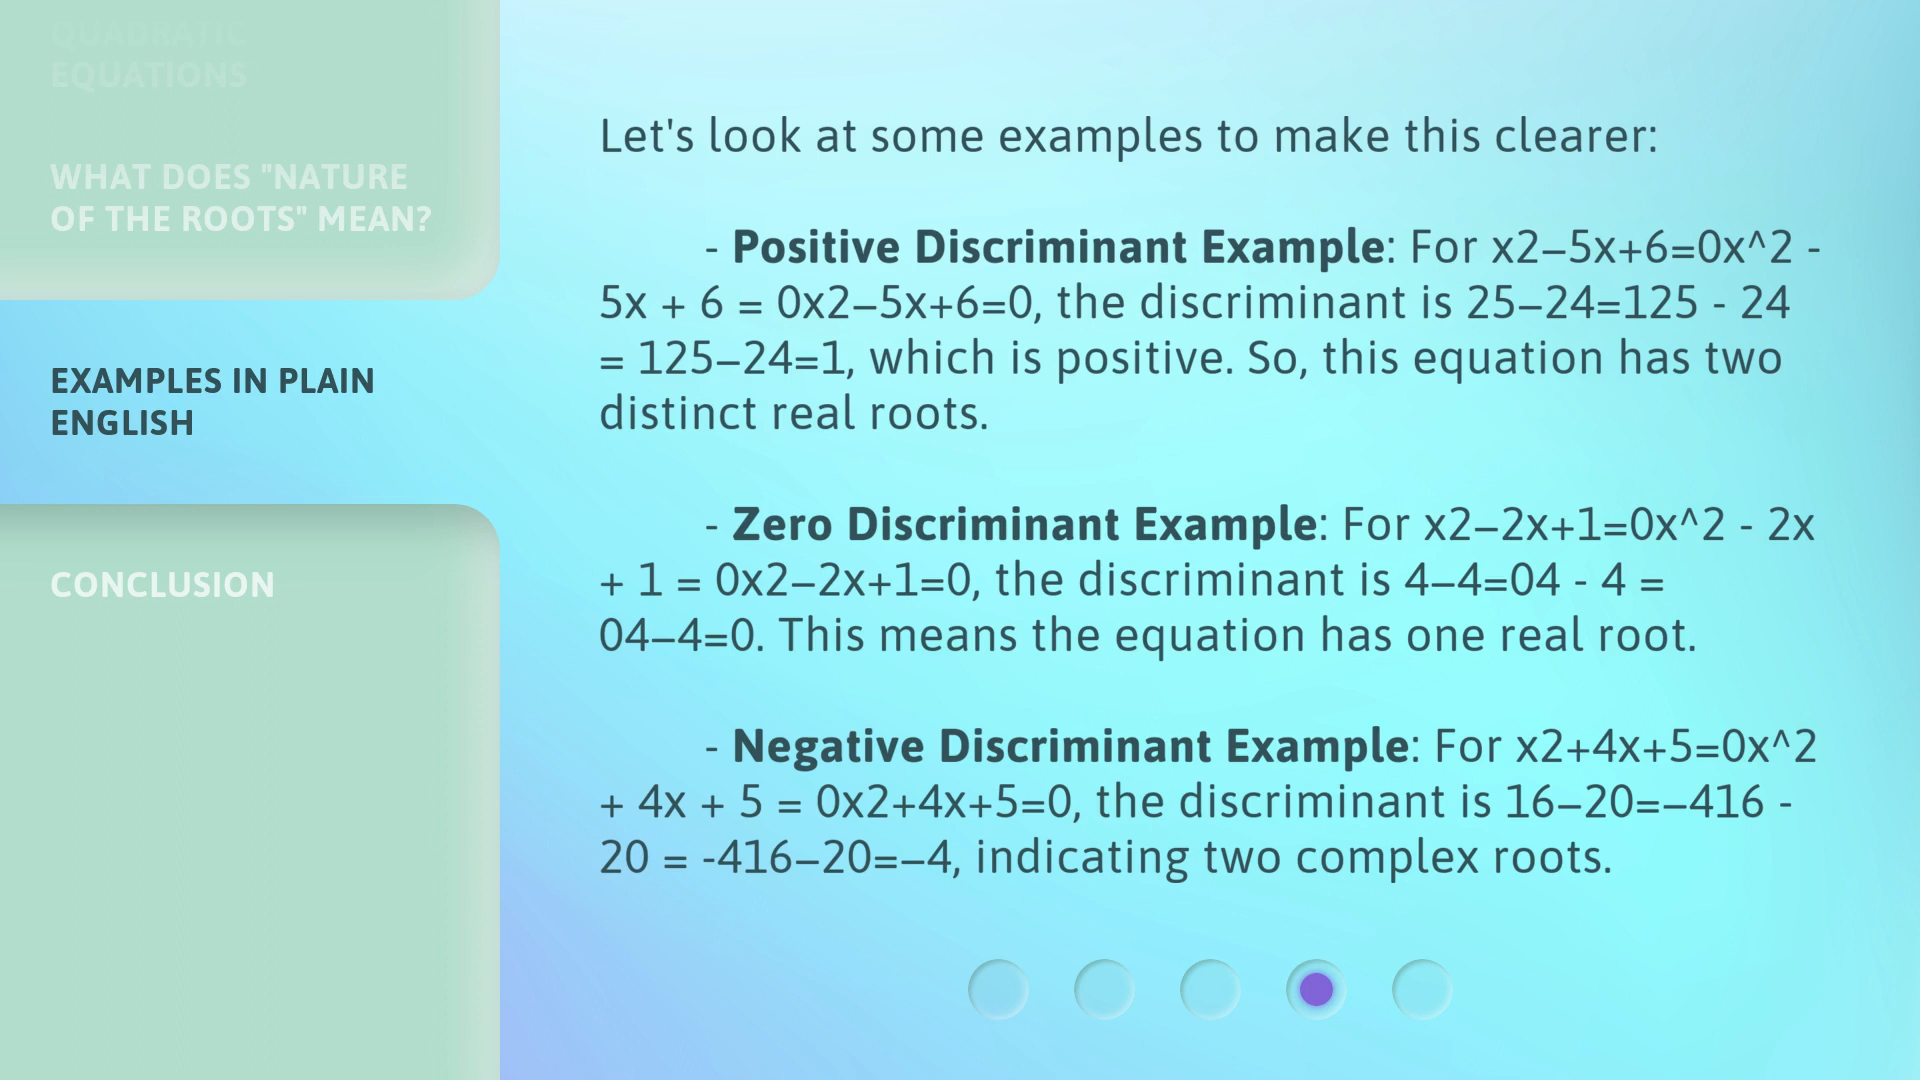 QUADRATIC
EQUATIONS
WHAT DOES "NATURE
OF THE ROOTS" MEAN?
EXAMPLES IN PLAIN
ENGLISH
CONCLUSION
Let's look at some examples to make this clearer:
- Positive Discriminant Example: For x2−5x+6=0x^2 -
5x + 6 = 0x2−5x+6=0, the discriminant is 25−24=125 - 24
= 125−24=1, which is positive. So, this equation has two
distinct real roots.
- Zero Discriminant Example: For x2−2x+1=0x^2 - 2x
+ 1 = 0x2−2x+1=0, the discriminant is 4−4=04 - 4 =
04−4=0. This means the equation has one real root.
- Negative Discriminant Example: For x2+4x+5=0x^2
+ 4x + 5 = 0x2+4x+5=0, the discriminant is 16−20=−416 -
20 = -416−20=−4, indicating two complex roots.